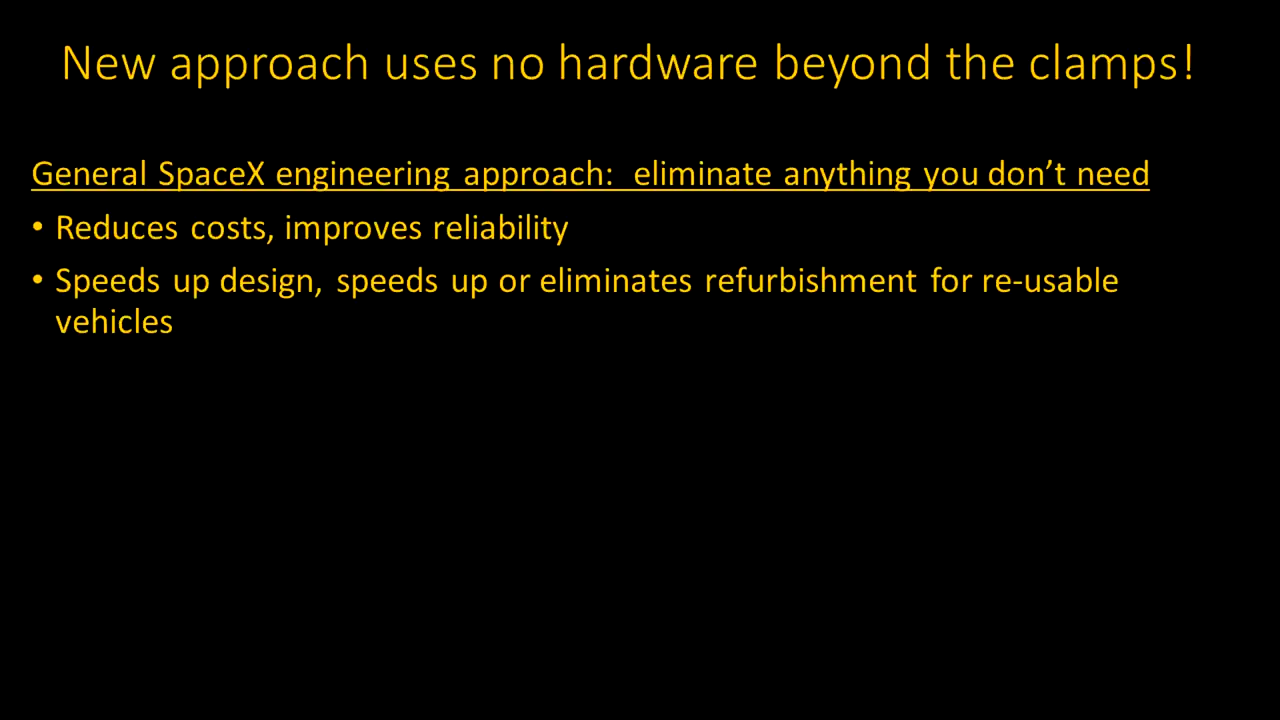 New approach uses no hardware beyond the clamps!
General SpaceX engineering approach:  eliminate anything you don’t need
• Reduces costs, improves reliability
• Speeds up design, speeds up or eliminates refurbishment for re-usable
vehicles